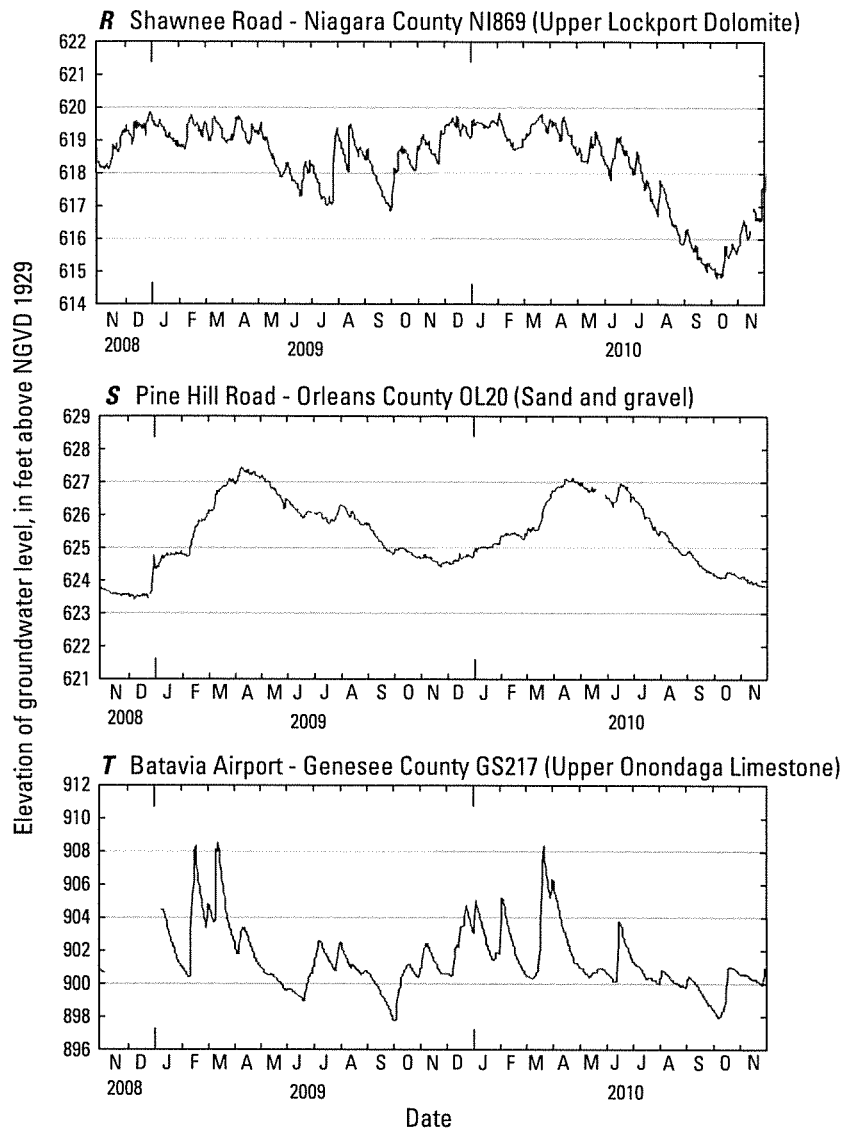 R Shawnee Road - Niagara County NI869 (Upper Lockport Dolomite)
622
621
620
619
618
617
616
615
614
N D J F M A M J J A S O N D J F M A M J J A S O N
2008 2009 2010
S Pine Hill Road - Orleans County OL20 (Sand and gravel)
629
628
627
626
625
624
623
622
621
N D J F M A M J J A S O N D J F M A M J J A S O N
2008 2009 2010
T Batavia Airport - Genesee County GS217 (Upper Onondaga Limestone)
912
910
908
906
904
902
900
898
896
N D J F M A M J J A S O N D J F M A M J J A S O N
2008 2009 2010
Date
Elevation of groundwater level, in feet above NGVD 1929